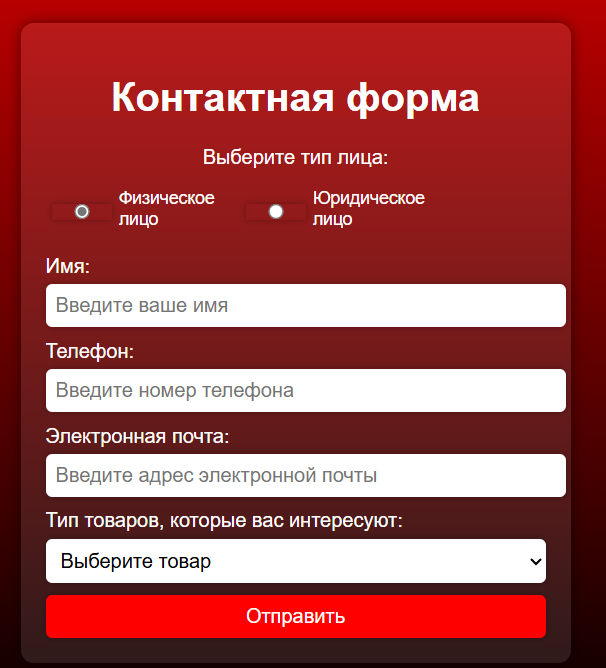 Контактная форма
Выберите тип лица:
Физическое
лицо
Юридическое
лицо
Имя:
Введите ваше имя
Телефон:
Введите номер телефона
Электронная почта:
Введите адрес электронной почты
Тип товаров, которые вас интересуют:
Выберите товар
Отправить